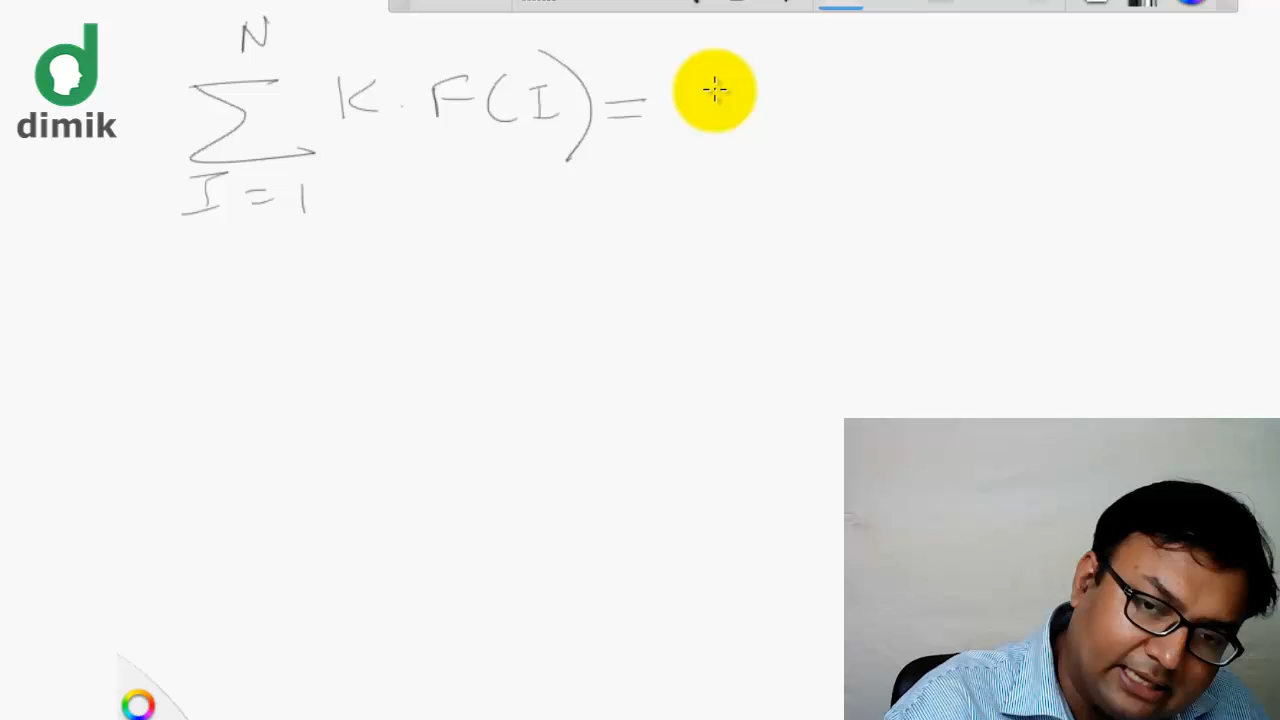 dimik
N
∑ K . F(I) =
I = 1